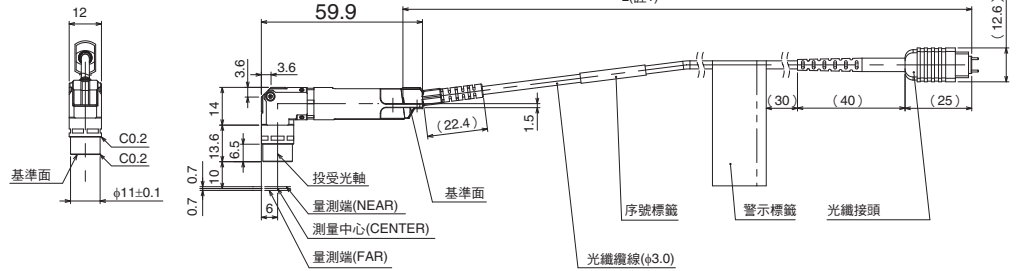 12
59.9
(12.6)
3.6
3.6
14
13.6
6.5
10
0.7
0.7
6
1.5
(22.4)
(30)
(40)
(25)
C0.2
C0.2
基準面
φ11±0.1
投受光軸
量測端(NEAR)
測量中心(CENTER)
量測端(FAR)
基準面
序號標籤
警示標籤
光纖接頭
光纖纜線(φ3.0)